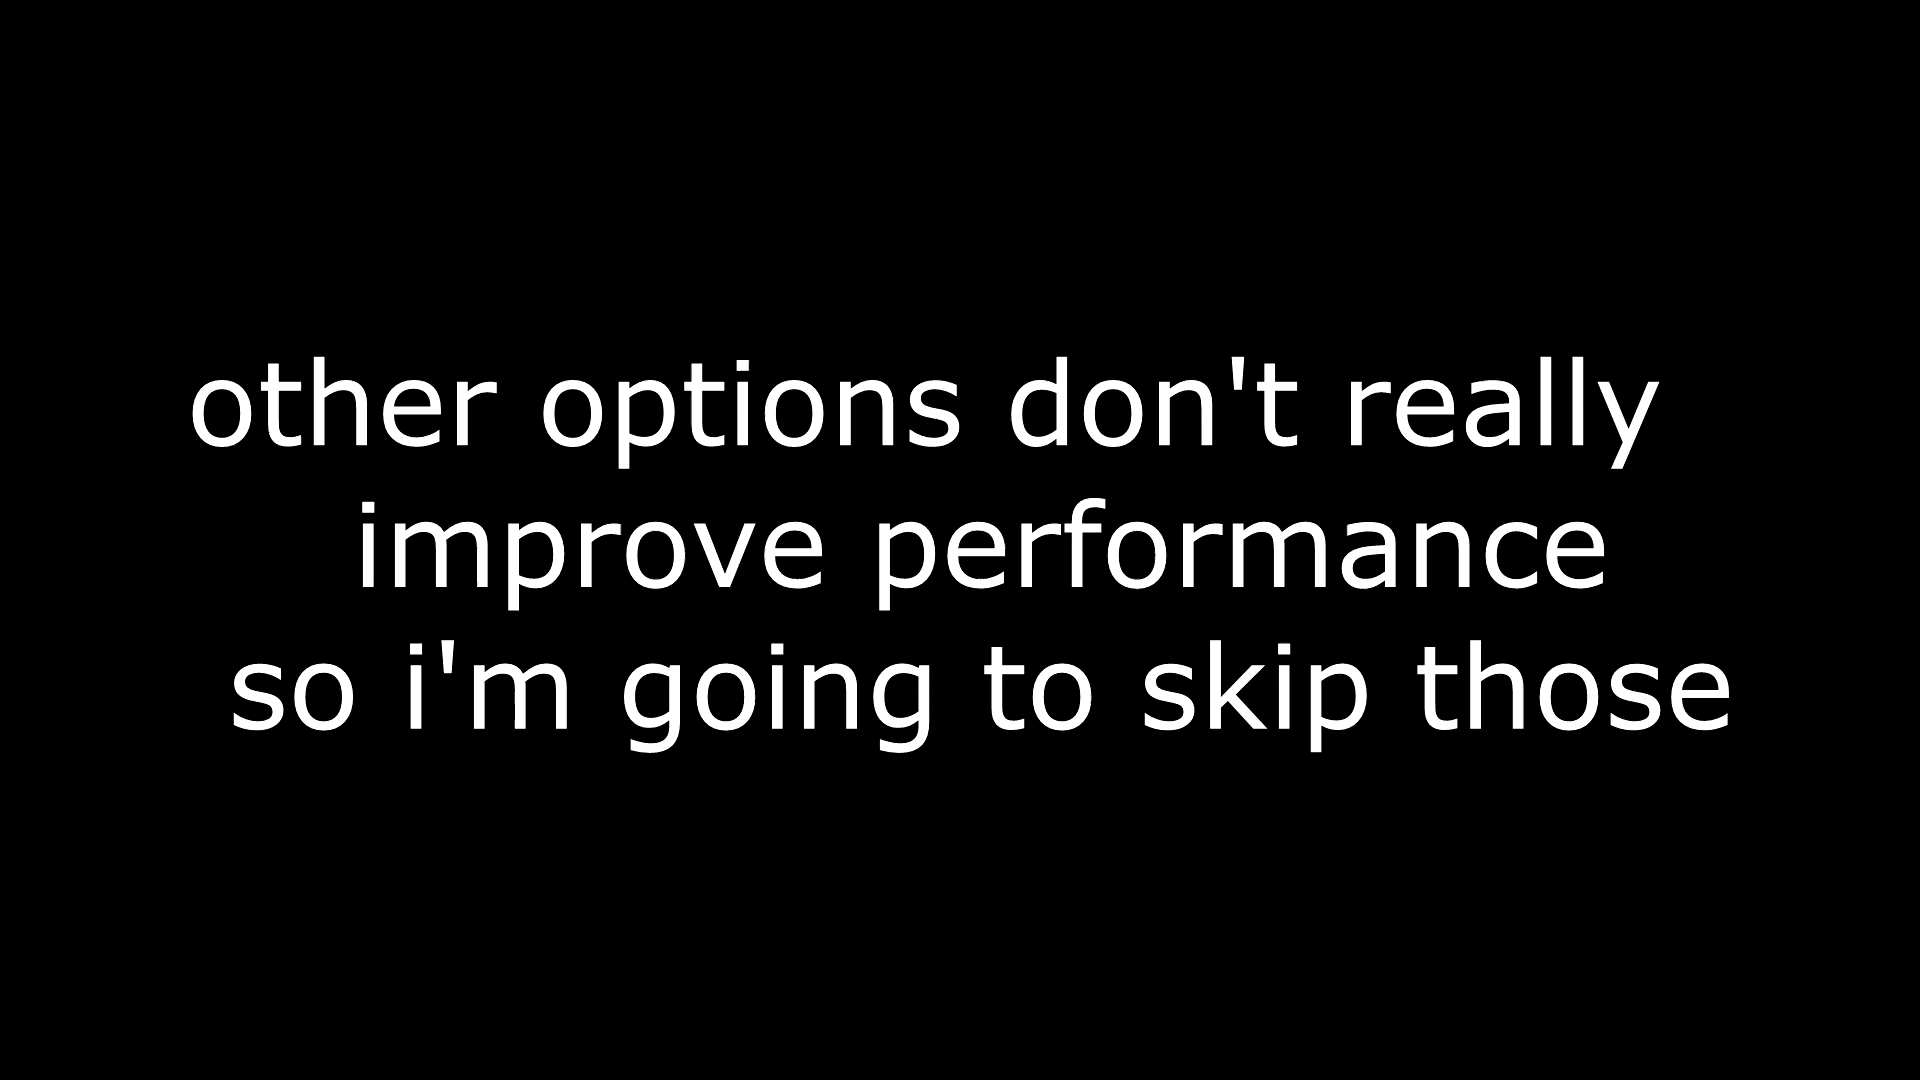 other options don't really
improve performance
so i'm going to skip those